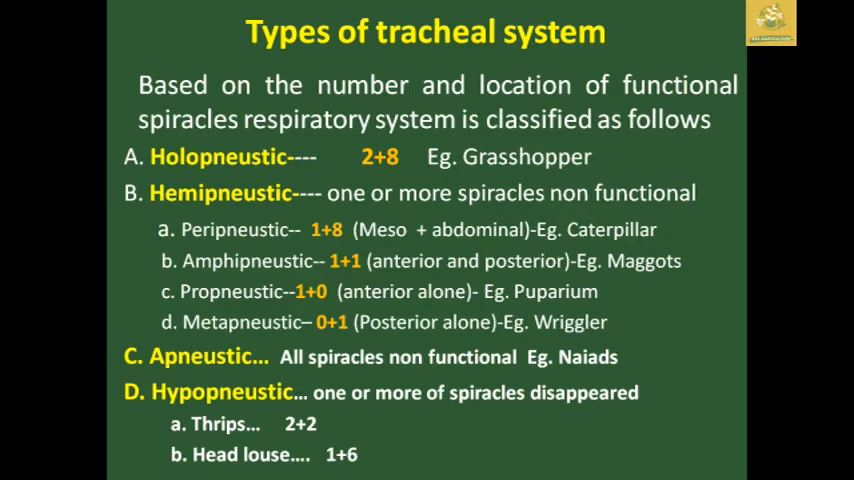 Types of tracheal system
Based on the number and location of functional
spiracles respiratory system is classified as follows
A. Holopneustic---- 2+8 Eg. Grasshopper
B. Hemipneustic---- one or more spiracles non functional
a. Peripneustic-- 1+8 (Meso + abdominal)-Eg. Caterpillar
b. Amphipneustic-- 1+1 (anterior and posterior)-Eg. Maggots
c. Propneustic--1+0 (anterior alone)- Eg. Puparium
d. Metapneustic– 0+1 (Posterior alone)-Eg. Wriggler
C. Apneustic… All spiracles non functional Eg. Naiads
D. Hypopneustic… one or more of spiracles disappeared
a. Thrips… 2+2
b. Head louse…. 1+6